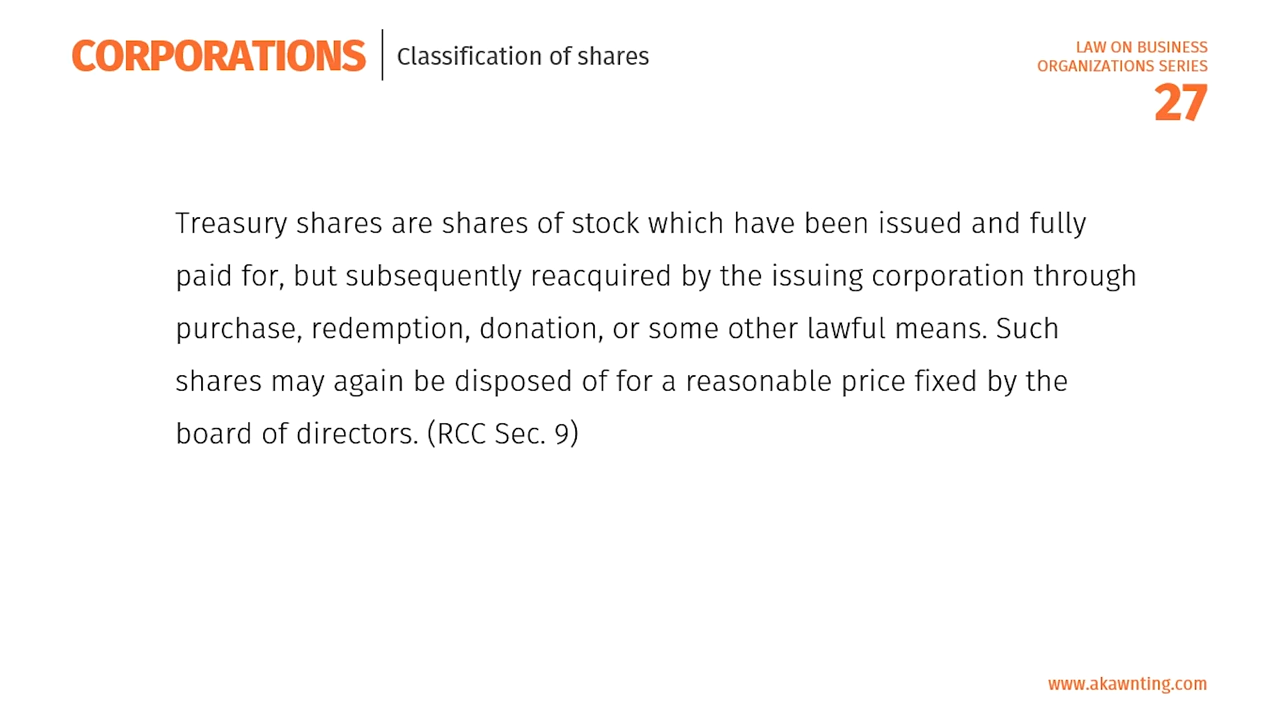 CORPORATIONS
Classification of shares
LAW ON BUSINESS
ORGANIZATIONS SERIES
27
Treasury shares are shares of stock which have been issued and fully
paid for, but subsequently reacquired by the issuing corporation through
purchase, redemption, donation, or some other lawful means. Such
shares may again be disposed of for a reasonable price fixed by the
board of directors. (RCC Sec. 9)
www.akawnting.com